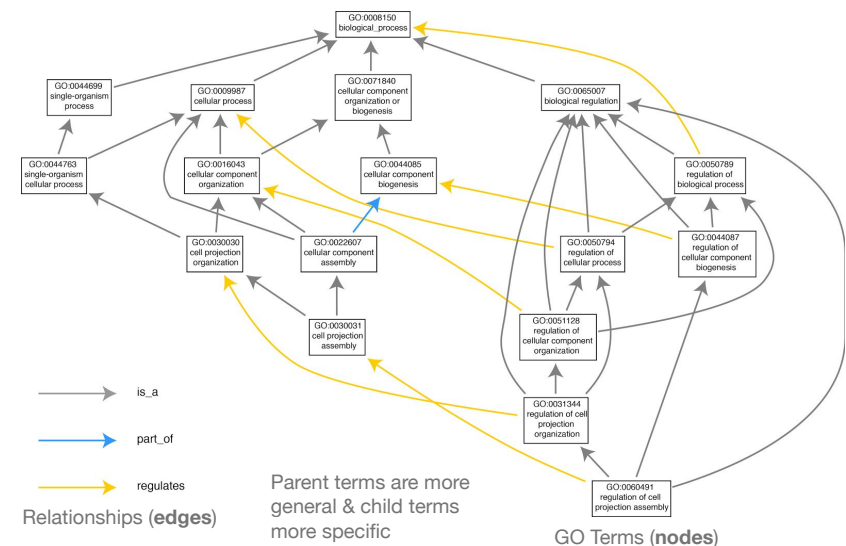 GO:0008150
biological_process
GO:0044699
single-organism
process
GO:0009987
cellular process
GO:0071840
cellular component
organization or
biogenesis
GO:0065007
biological regulation
GO:0044763
single-organism
cellular process
GO:0016043
cellular component
organization
GO:0044085
cellular component
biogenesis
GO:0050789
regulation of
biological process
GO:0030030
cell projection
organization
GO:0022607
cellular component
assembly
GO:0050794
regulation of
cellular process
GO:0044087
regulation of
cellular component
biogenesis
GO:0030031
cell projection
assembly
GO:0051128
regulation of
cellular component
organization
GO:0031344
regulation of cell
projection
organization
GO:0060491
regulation of cell
projection assembly
is_a
part_of
regulates
Relationships (edges)
Parent terms are more
general & child terms
more specific
GO Terms (nodes)